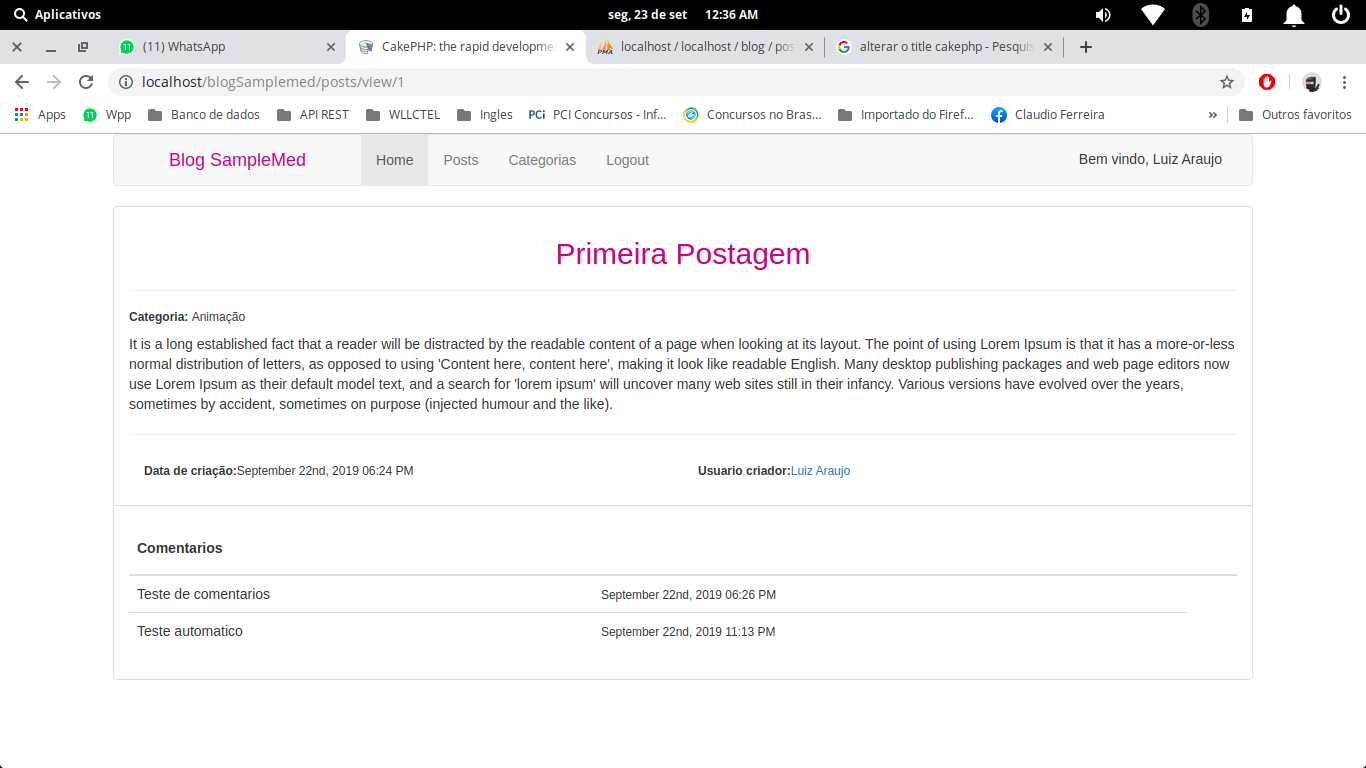 Aplicativos seg, 23 de set 12:36 AM
(11) WhatsApp CakePHP: the rapid developme localhost / localhost / blog / pos alterar o title cakephp - Pesquis
localhost/blogSamplemed/posts/view/1
Apps 11 Wpp Banco de dados API REST WLLCTEL Ingles PCi PCI Concursos - Inf... Concursos no Bras... Importado do Firef... Claudio Ferreira » Outros favoritos
Blog SampleMed Home Posts Categorias Logout Bem vindo, Luiz Araujo
Primeira Postagem
Categoria: Animação
It is a long established fact that a reader will be distracted by the readable content of a page when looking at its layout. The point of using Lorem Ipsum is that it has a more-or-less
normal distribution of letters, as opposed to using 'Content here, content here', making it look like readable English. Many desktop publishing packages and web page editors now
use Lorem Ipsum as their default model text, and a search for 'lorem ipsum' will uncover many web sites still in their infancy. Various versions have evolved over the years,
sometimes by accident, sometimes on purpose (injected humour and the like).
Data de criação:September 22nd, 2019 06:24 PM Usuario criador:Luiz Araujo
Comentarios
Teste de comentarios September 22nd, 2019 06:26 PM
Teste automatico September 22nd, 2019 11:13 PM